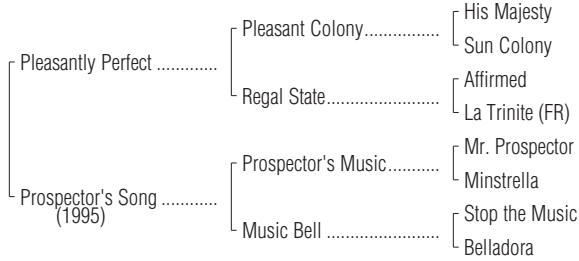 His Majesty
Pleasant Colony.................
Sun Colony
Pleasantly Perfect .............
Affirmed
Regal State.........................
La Trinite (FR)
Mr. Prospector
Prospector's Music............
Minstrella
Prospector's Song ............
(1995)
Stop the Music
Music Bell .........................
Belladora